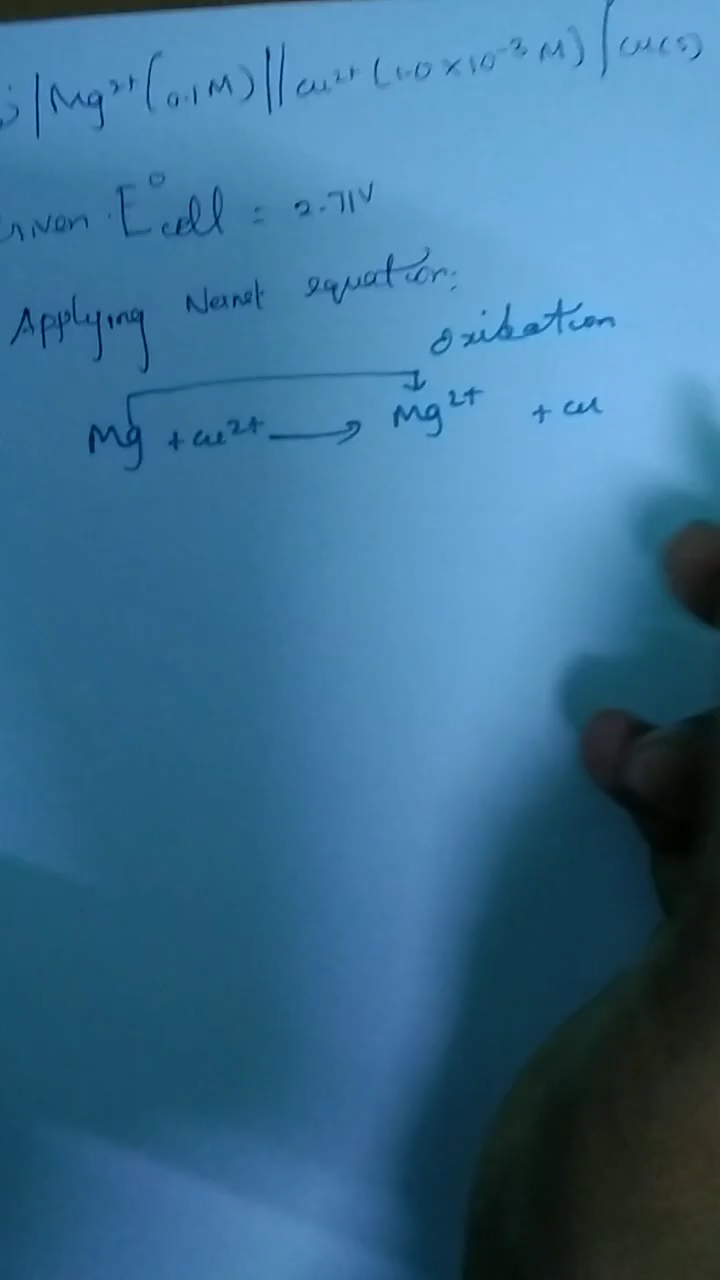 | Mg²⁺ (0.1M) || Cu²⁺ (1.0 × 10⁻³ M) | Cu(s)
Given E°cell = 2.71V
Applying Nernst equation;
oxidation
Mg + Cu²⁺ → Mg²⁺ + Cu